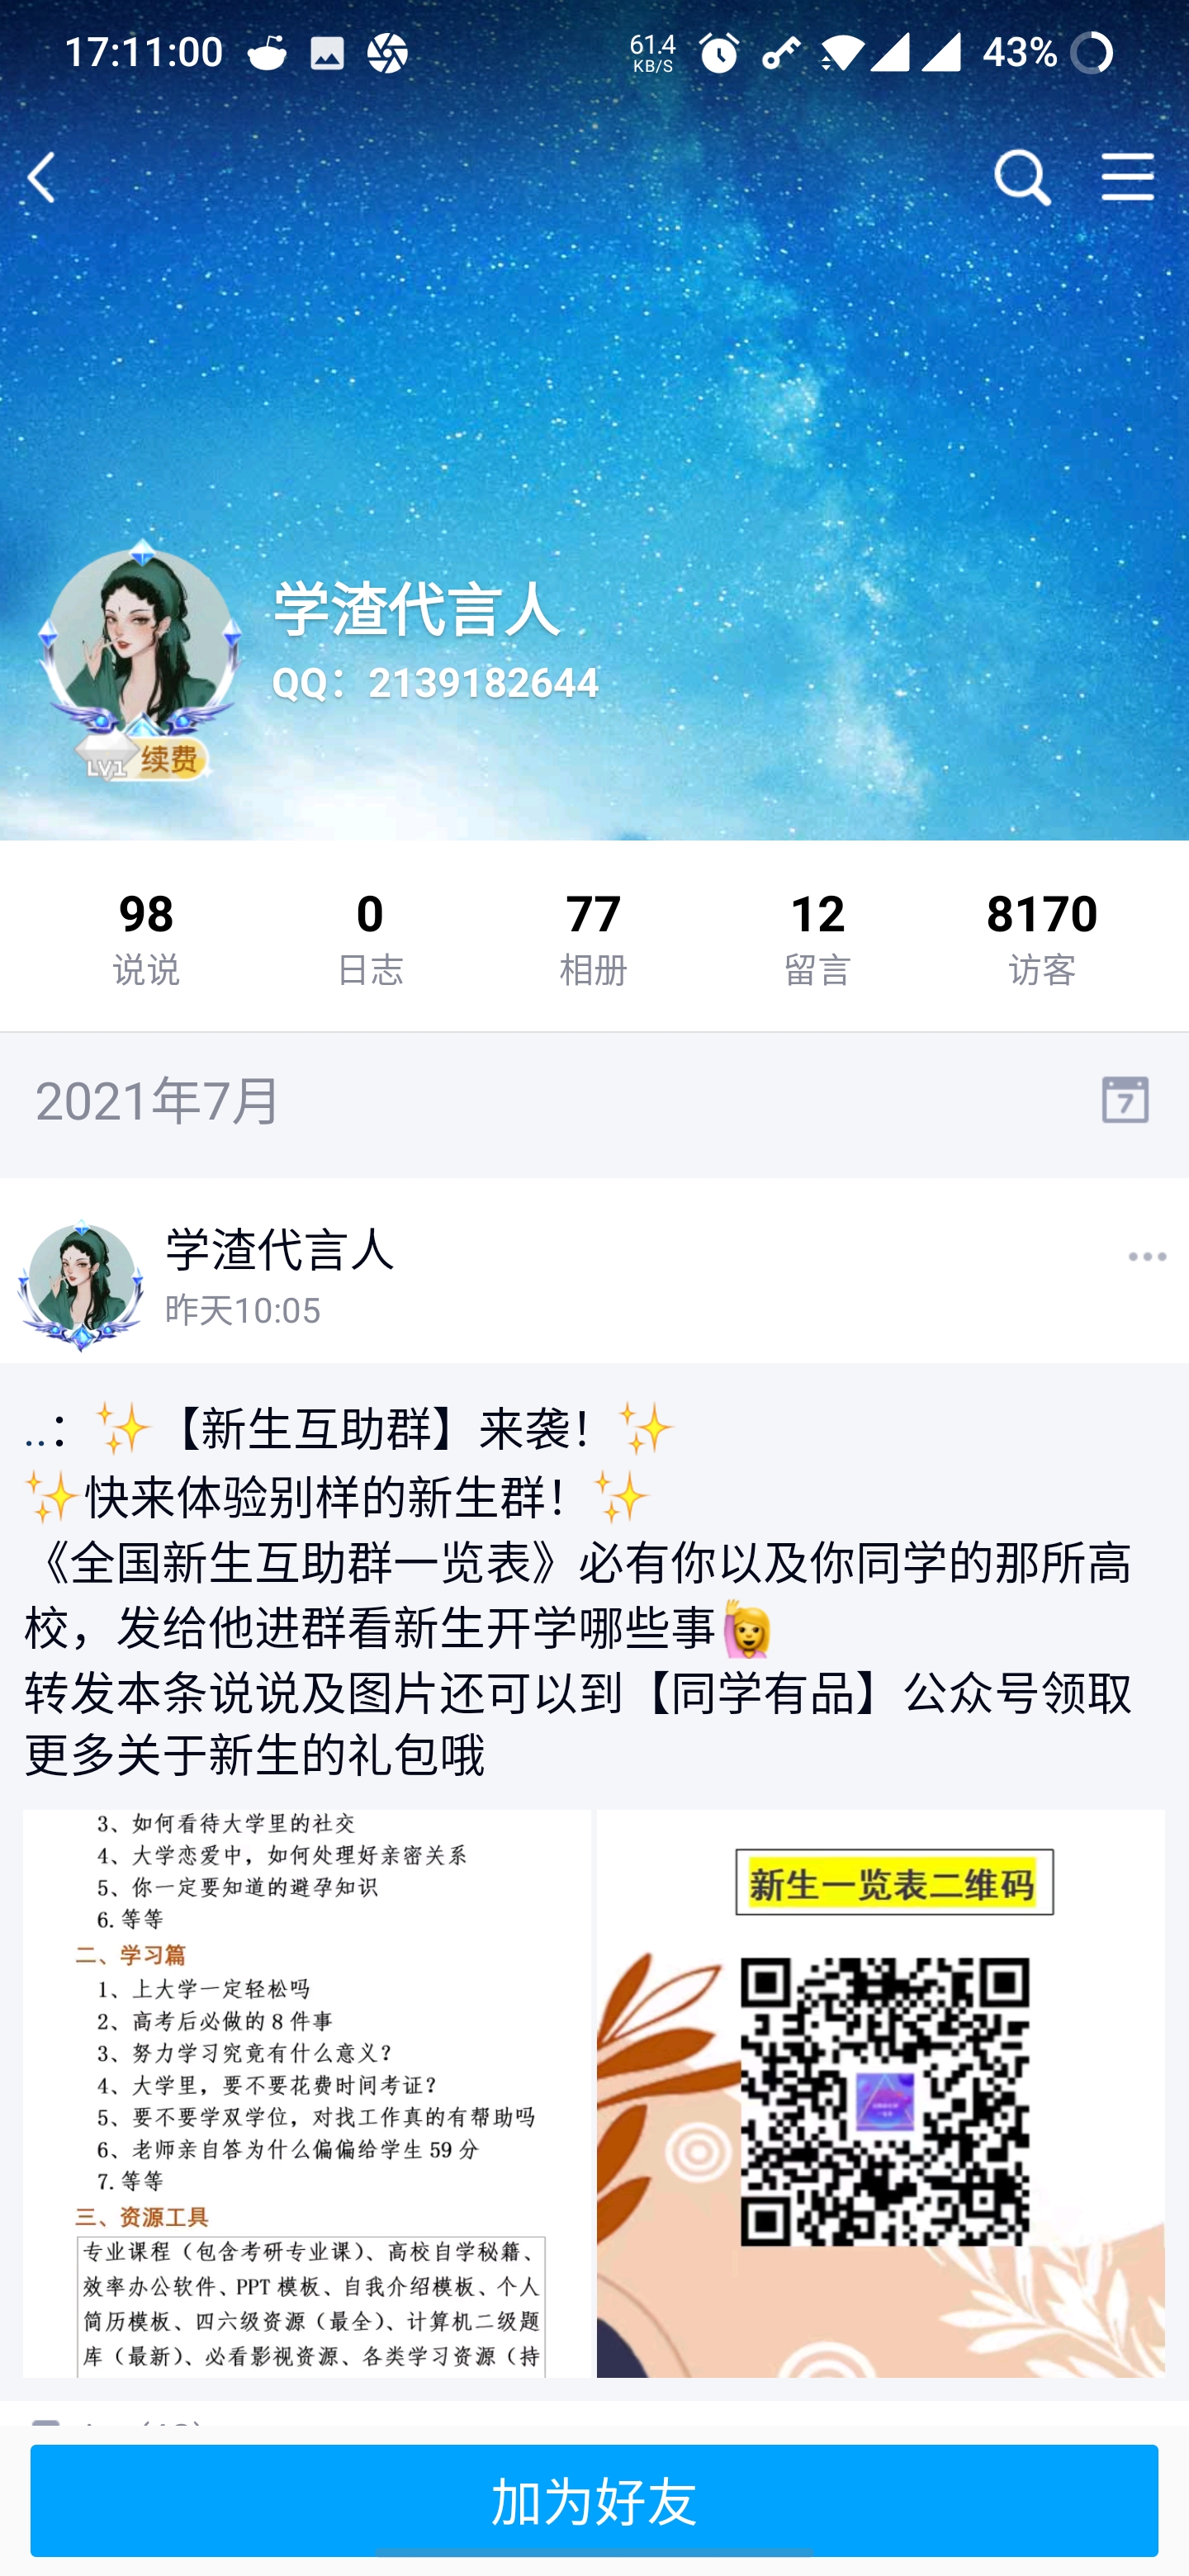 17:11:00
61.4
KB/S
43%
学渣代言人
QQ：2139182644
LV1 续费
98
说说
0
日志
77
相册
12
留言
8170
访客
2021年7月
7
学渣代言人
昨天10:05
..：✨【新生互助群】来袭！✨
✨快来体验别样的新生群！✨
《全国新生互助群一览表》必有你以及你同学的那所高
校，发给他进群看新生开学哪些事🙋
转发本条说说及图片还可以到【同学有品】公众号领取
更多关于新生的礼包哦
3、如何看待大学里的社交
4、大学恋爱中，如何处理好亲密关系
5、你一定要知道的避孕知识
6.等等
二、学习篇
1、上大学一定轻松吗
2、高考后必做的 8 件事
3、努力学习究竟有什么意义？
4、大学里，要不要花费时间考证？
5、要不要学双学位，对找工作真的有帮助吗
6、老师亲自答为什么偏偏给学生 59 分
7.等等
三、资源工具
专业课程（包含考研专业课）、高校自学秘籍、
效率办公软件、PPT 模板、自我介绍模板、个人
简历模板、四六级资源（最全）、计算机二级题
库（最新）、必看影视资源、各类学习资源（持
新生一览表二维码
加为好友